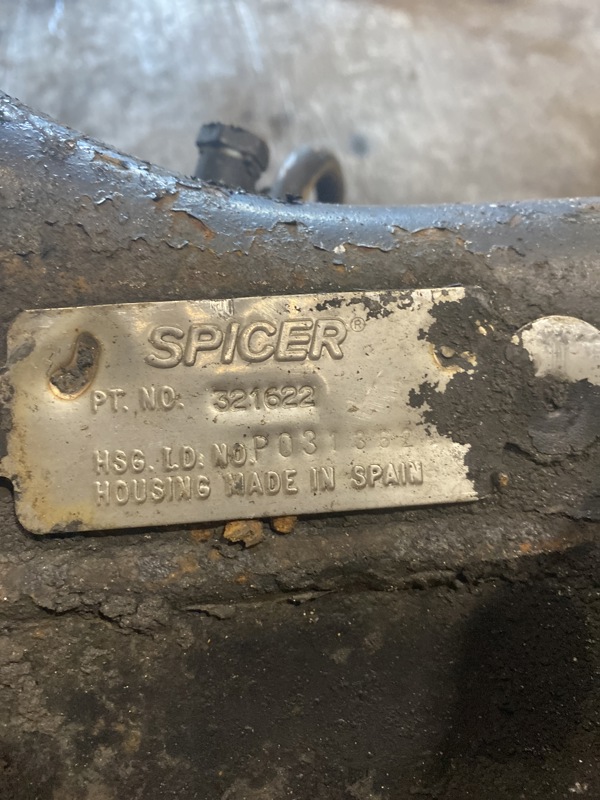 SPICER®
PT. NO. 321622
HSG. I.D. NO.
HOUSING MADE IN SPAIN